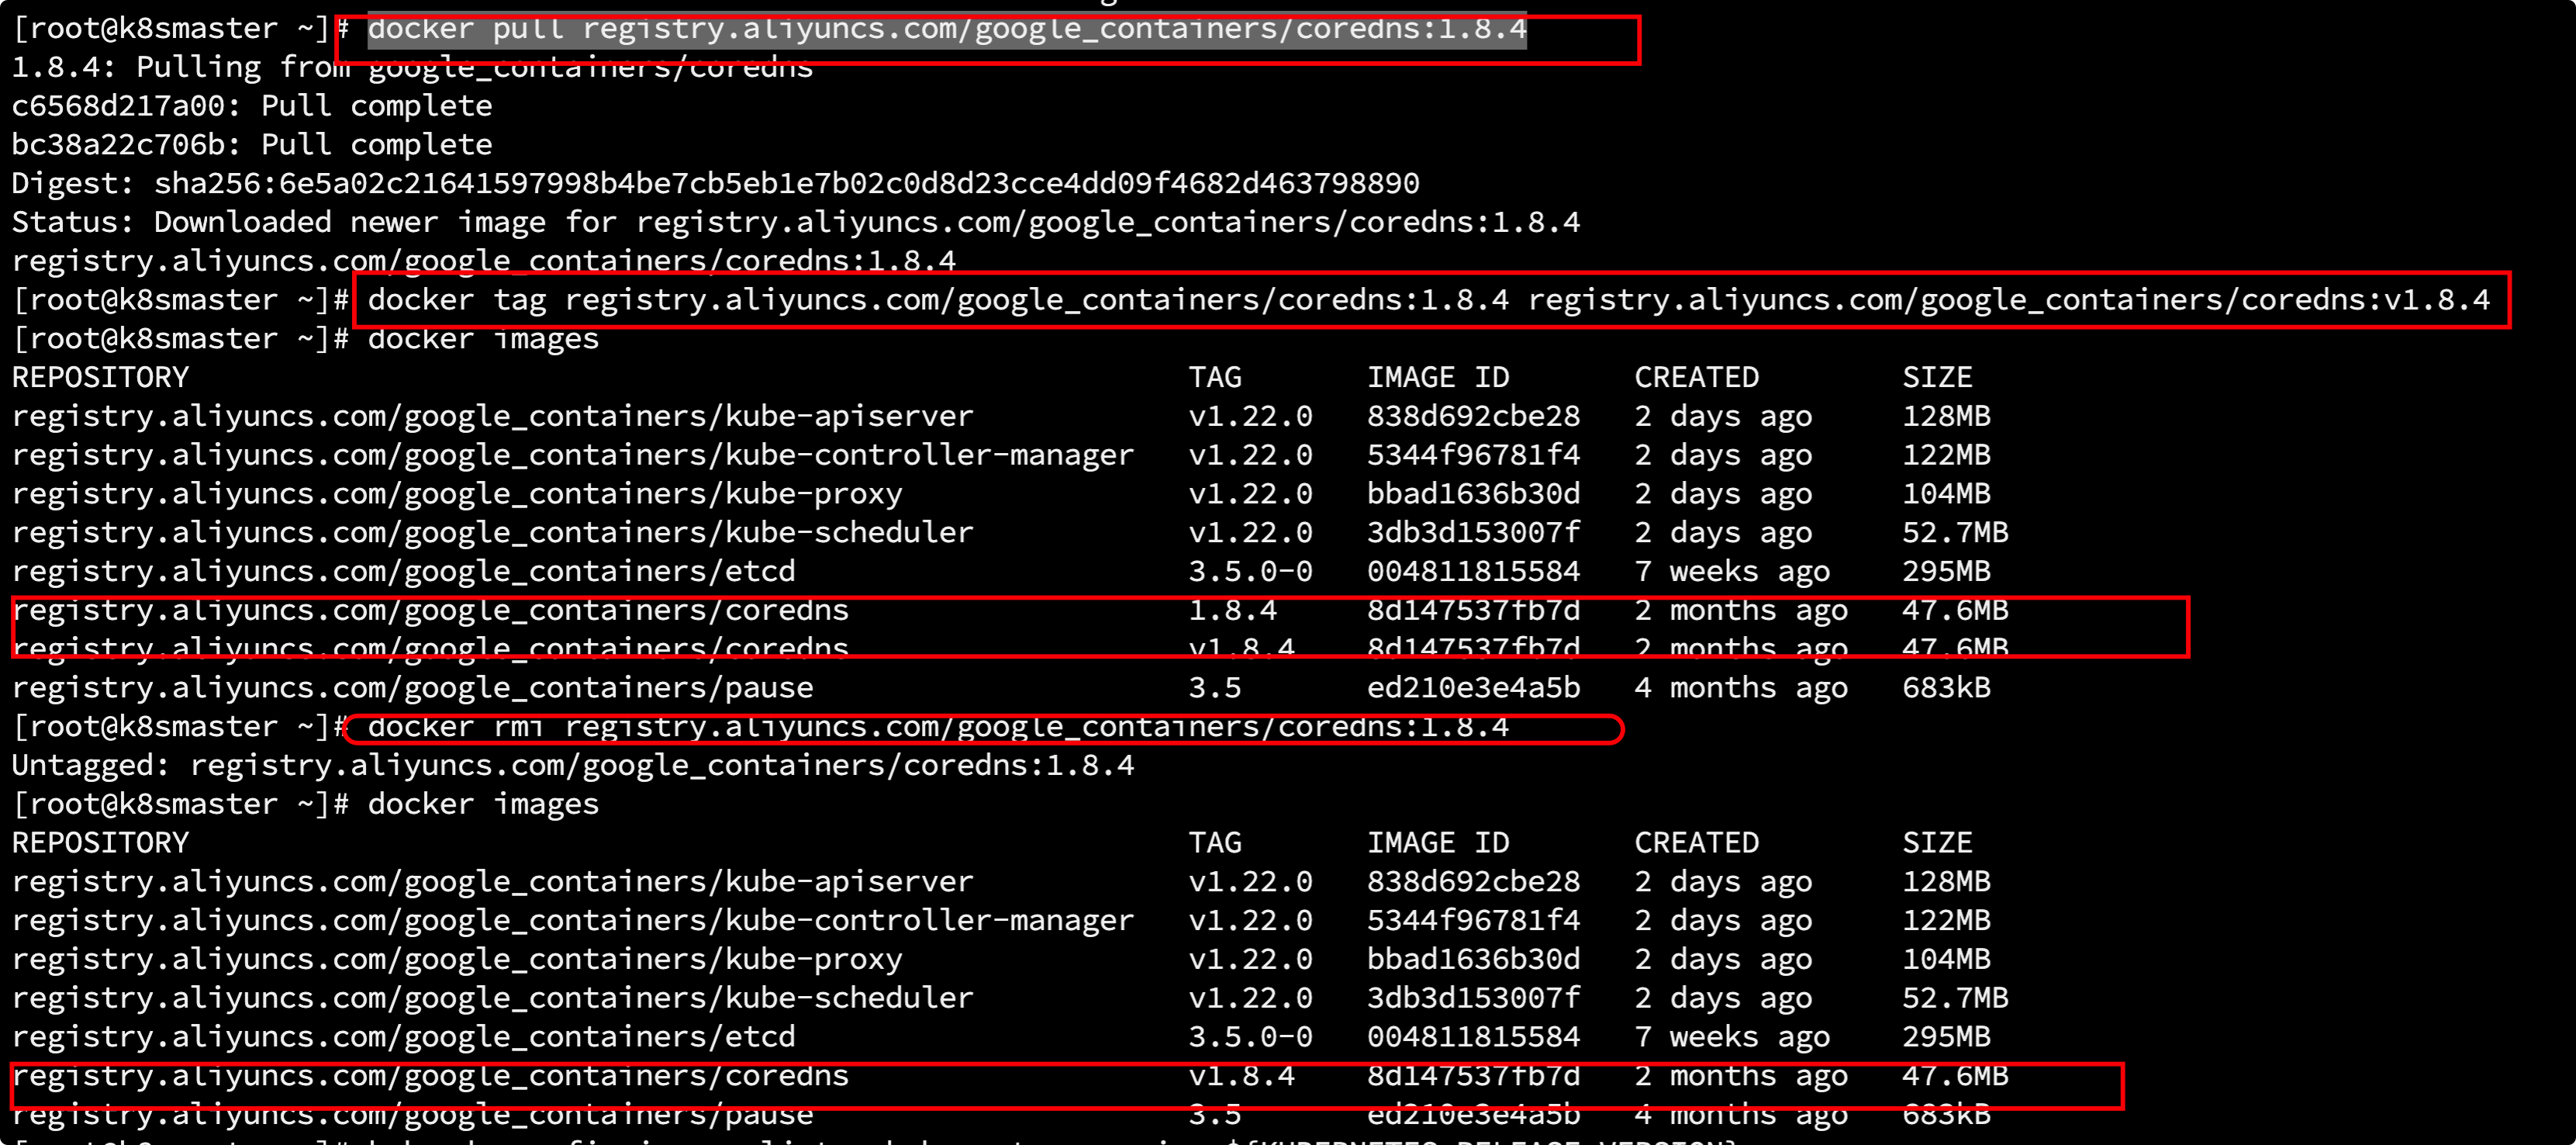 [root@k8smaster ~]# docker pull registry.aliyuncs.com/google_containers/coredns:1.8.4
1.8.4: Pulling from google_containers/coredns
c6568d217a00: Pull complete
bc38a22c706b: Pull complete
Digest: sha256:6e5a02c21641597998b4be7cb5eb1e7b02c0d8d23cce4dd09f4682d463798890
Status: Downloaded newer image for registry.aliyuncs.com/google_containers/coredns:1.8.4
registry.aliyuncs.com/google_containers/coredns:1.8.4
[root@k8smaster ~]# docker tag registry.aliyuncs.com/google_containers/coredns:1.8.4 registry.aliyuncs.com/google_containers/coredns:v1.8.4
[root@k8smaster ~]# docker images
REPOSITORY TAG IMAGE ID CREATED SIZE
registry.aliyuncs.com/google_containers/kube-apiserver v1.22.0 838d692cbe28 2 days ago 128MB
registry.aliyuncs.com/google_containers/kube-controller-manager v1.22.0 5344f96781f4 2 days ago 122MB
registry.aliyuncs.com/google_containers/kube-proxy v1.22.0 bbad1636b30d 2 days ago 104MB
registry.aliyuncs.com/google_containers/kube-scheduler v1.22.0 3db3d153007f 2 days ago 52.7MB
registry.aliyuncs.com/google_containers/etcd 3.5.0-0 004811815584 7 weeks ago 295MB
registry.aliyuncs.com/google_containers/coredns 1.8.4 8d147537fb7d 2 months ago 47.6MB
registry.aliyuncs.com/google_containers/coredns v1.8.4 8d147537fb7d 2 months ago 47.6MB
registry.aliyuncs.com/google_containers/pause 3.5 ed210e3e4a5b 4 months ago 683kB
[root@k8smaster ~]# docker rmi registry.aliyuncs.com/google_containers/coredns:1.8.4
Untagged: registry.aliyuncs.com/google_containers/coredns:1.8.4
[root@k8smaster ~]# docker images
REPOSITORY TAG IMAGE ID CREATED SIZE
registry.aliyuncs.com/google_containers/kube-apiserver v1.22.0 838d692cbe28 2 days ago 128MB
registry.aliyuncs.com/google_containers/kube-controller-manager v1.22.0 5344f96781f4 2 days ago 122MB
registry.aliyuncs.com/google_containers/kube-proxy v1.22.0 bbad1636b30d 2 days ago 104MB
registry.aliyuncs.com/google_containers/kube-scheduler v1.22.0 3db3d153007f 2 days ago 52.7MB
registry.aliyuncs.com/google_containers/etcd 3.5.0-0 004811815584 7 weeks ago 295MB
registry.aliyuncs.com/google_containers/coredns v1.8.4 8d147537fb7d 2 months ago 47.6MB
registry.aliyuncs.com/google_containers/pause 3.5 ed210e3e4a5b 4 months ago 683kB